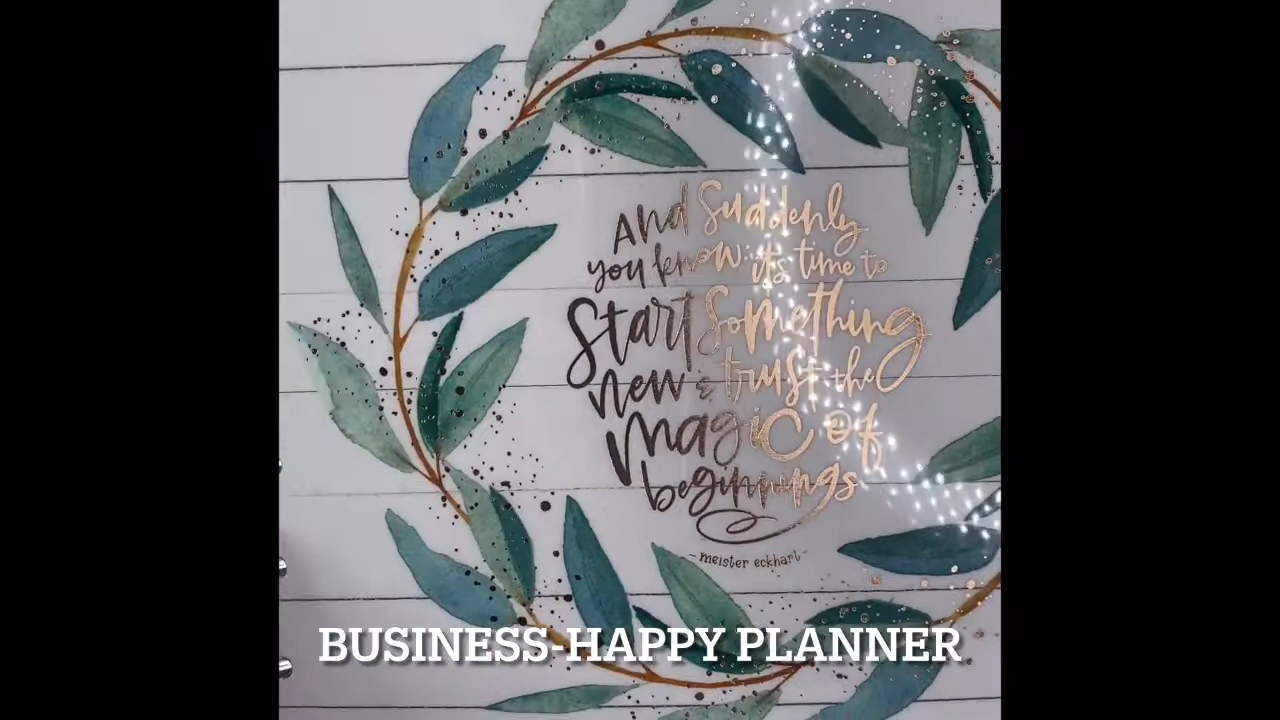 And Suddenly
you know it's time to
Start Something
new & trust the
magic of
beginnings
- meister eckhart -
BUSINESS-HAPPY PLANNER